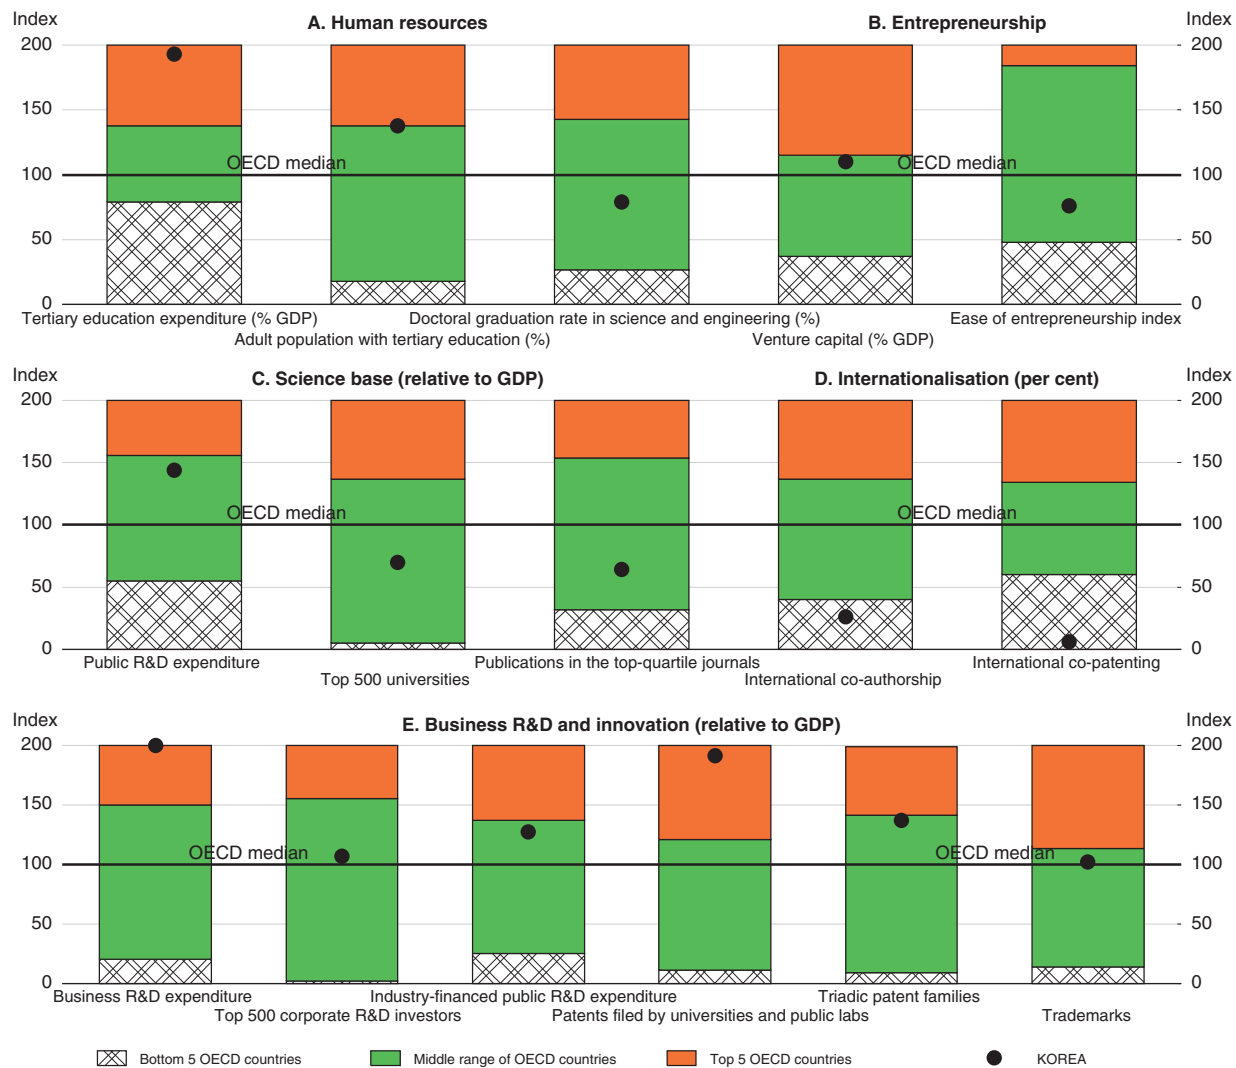 Index A. Human resources B. Entrepreneurship Index
200 200
150 150
OECD median OECD median
100 100
50 50
0 0
Tertiary education expenditure (% GDP) Doctoral graduation rate in science and engineering (%) Ease of entrepreneurship index
Adult population with tertiary education (%) Venture capital (% GDP)
Index C. Science base (relative to GDP) D. Internationalisation (per cent) Index
200 200
150 150
OECD median OECD median
100 100
50 50
0 0
Public R&D expenditure Publications in the top-quartile journals International co-patenting
Top 500 universities International co-authorship
Index E. Business R&D and innovation (relative to GDP) Index
200 200
150 150
OECD median OECD median
100 100
50 50
0 0
Business R&D expenditure Industry-financed public R&D expenditure Triadic patent families
Top 500 corporate R&D investors Patents filed by universities and public labs Trademarks
Bottom 5 OECD countries Middle range of OECD countries Top 5 OECD countries KOREA